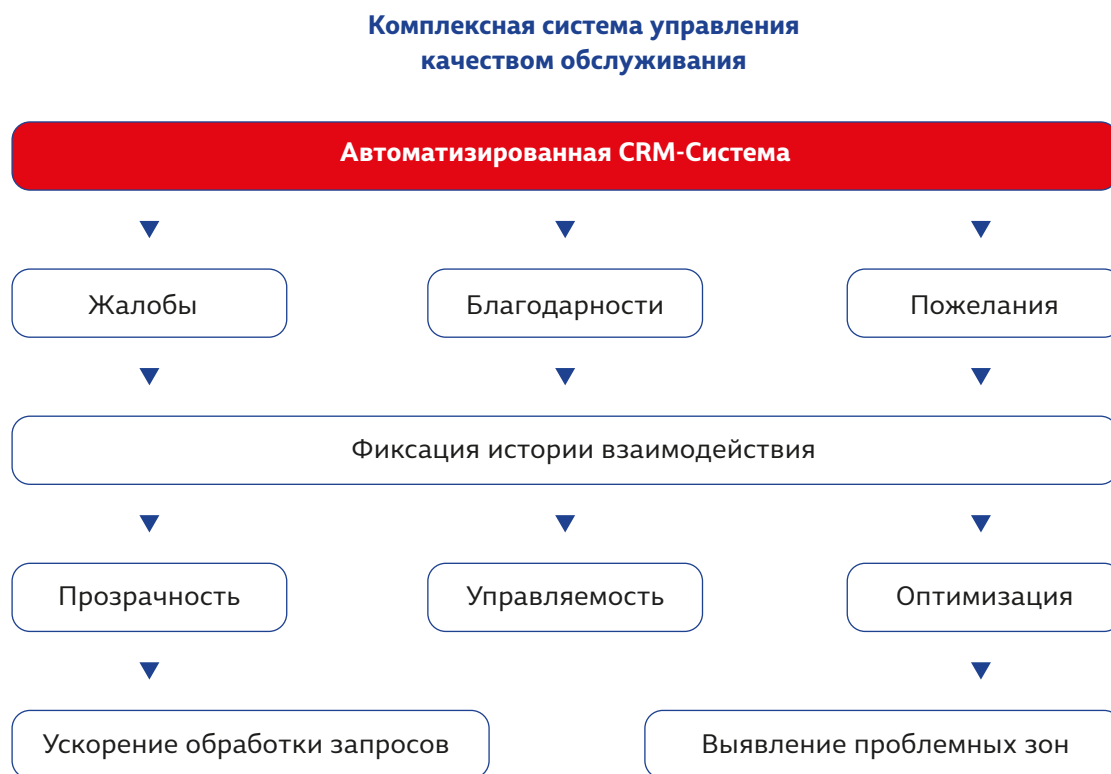 Комплексная система управления
качеством обслуживания
Автоматизированная CRM-Система
Жалобы
Благодарности
Пожелания
Фиксация истории взаимодействия
Прозрачность
Управляемость
Оптимизация
Ускорение обработки запросов
Выявление проблемных зон